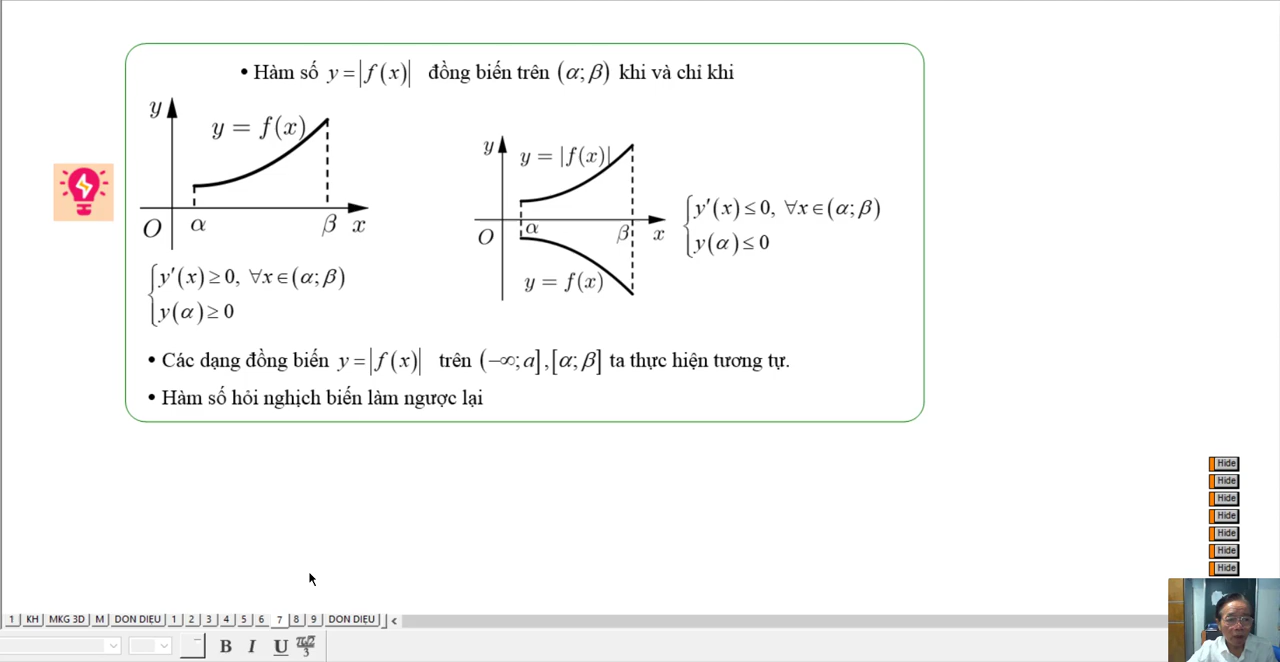 • Hàm số y = |f(x)| đồng biến trên (α; β) khi và chỉ khi
y
y = f(x)
O α β x
y
y = |f(x)|
O α β x
y = f(x)
{ y′(x) ≤ 0, ∀x ∈ (α; β)
y(α) ≤ 0
{ y′(x) ≥ 0, ∀x ∈ (α; β)
y(α) ≥ 0
• Các dạng đồng biến y = |f(x)| trên (−∞; a], [α; β] ta thực hiện tương tự.
• Hàm số hỏi nghịch biến làm ngược lại
Hide
Hide
Hide
Hide
Hide
Hide
Hide
1 KH MKG 3D M DON DIEU 1 2 3 4 5 6 7 8 9 DON DIEU <
B I U